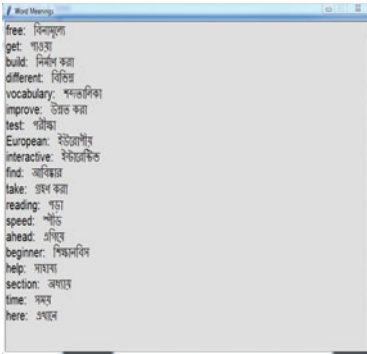 Word Meanings
free: বিনামূল্যে
get: পাওয়া
build: নির্মাণ করা
different: বিভিন্ন
vocabulary: শব্দতালিকা
improve: উন্নত করা
test: পরীক্ষা
European: ইউরোপীয়
interactive: ইন্টারেক্টিভ
find: আবিষ্কার
take: গ্রহণ করা
reading: পড়া
speed: স্পীড
ahead: এগিয়ে
beginner: শিক্ষানবিস
help: সাহায্য
section: অধ্যায়
time: সময়
here: এখানে